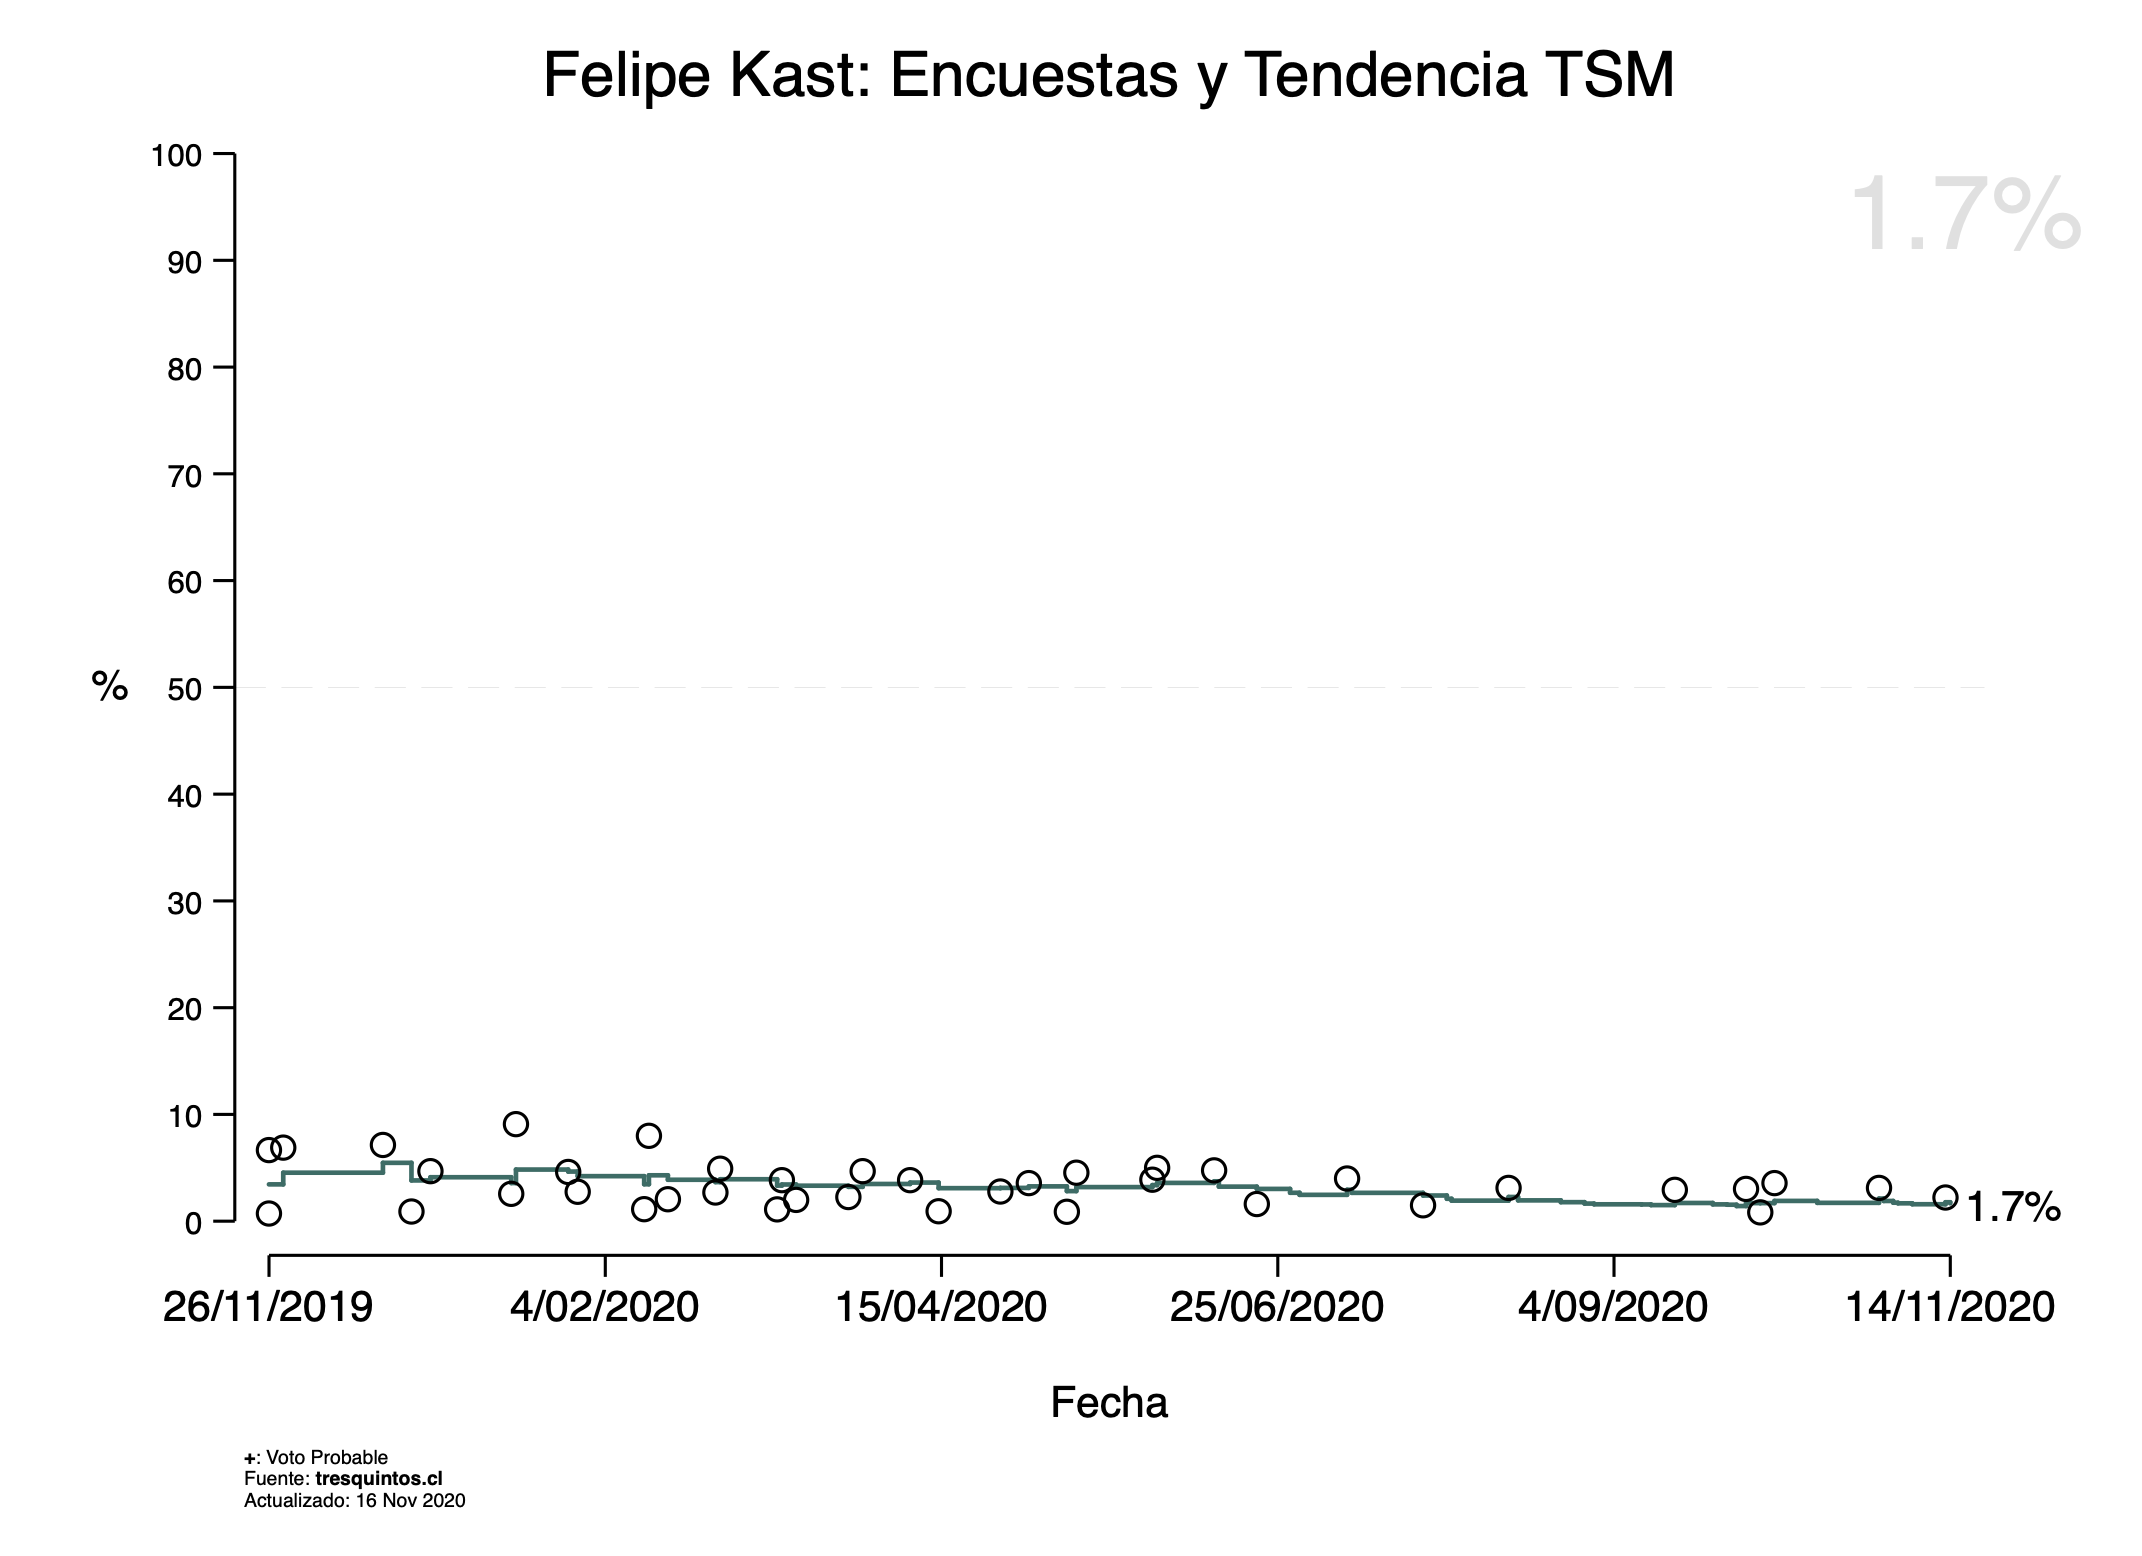 Felipe Kast: Encuestas y Tendencia TSM
1.7%
100
90
80
70
60
% 50
40
30
20
10
0
1.7%
26/11/2019 4/02/2020 15/04/2020 25/06/2020 4/09/2020 14/11/2020
Fecha
+: Voto Probable
Fuente: tresquintos.cl
Actualizado: 16 Nov 2020